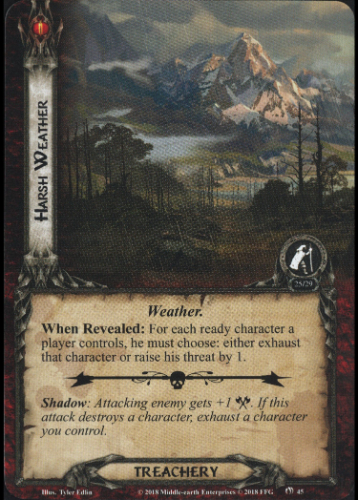 HARSH WEATHER
25/29
Weather.
When Revealed: For each ready character a
player controls, he must choose: either exhaust
that character or raise his threat by 1.
Shadow: Attacking enemy gets +1 . If this
attack destroys a character, exhaust a character
you control.
TREACHERY
Illus. Tyler Edlin
© 2018 Middle-earth Enterprises © 2018 FFG
45